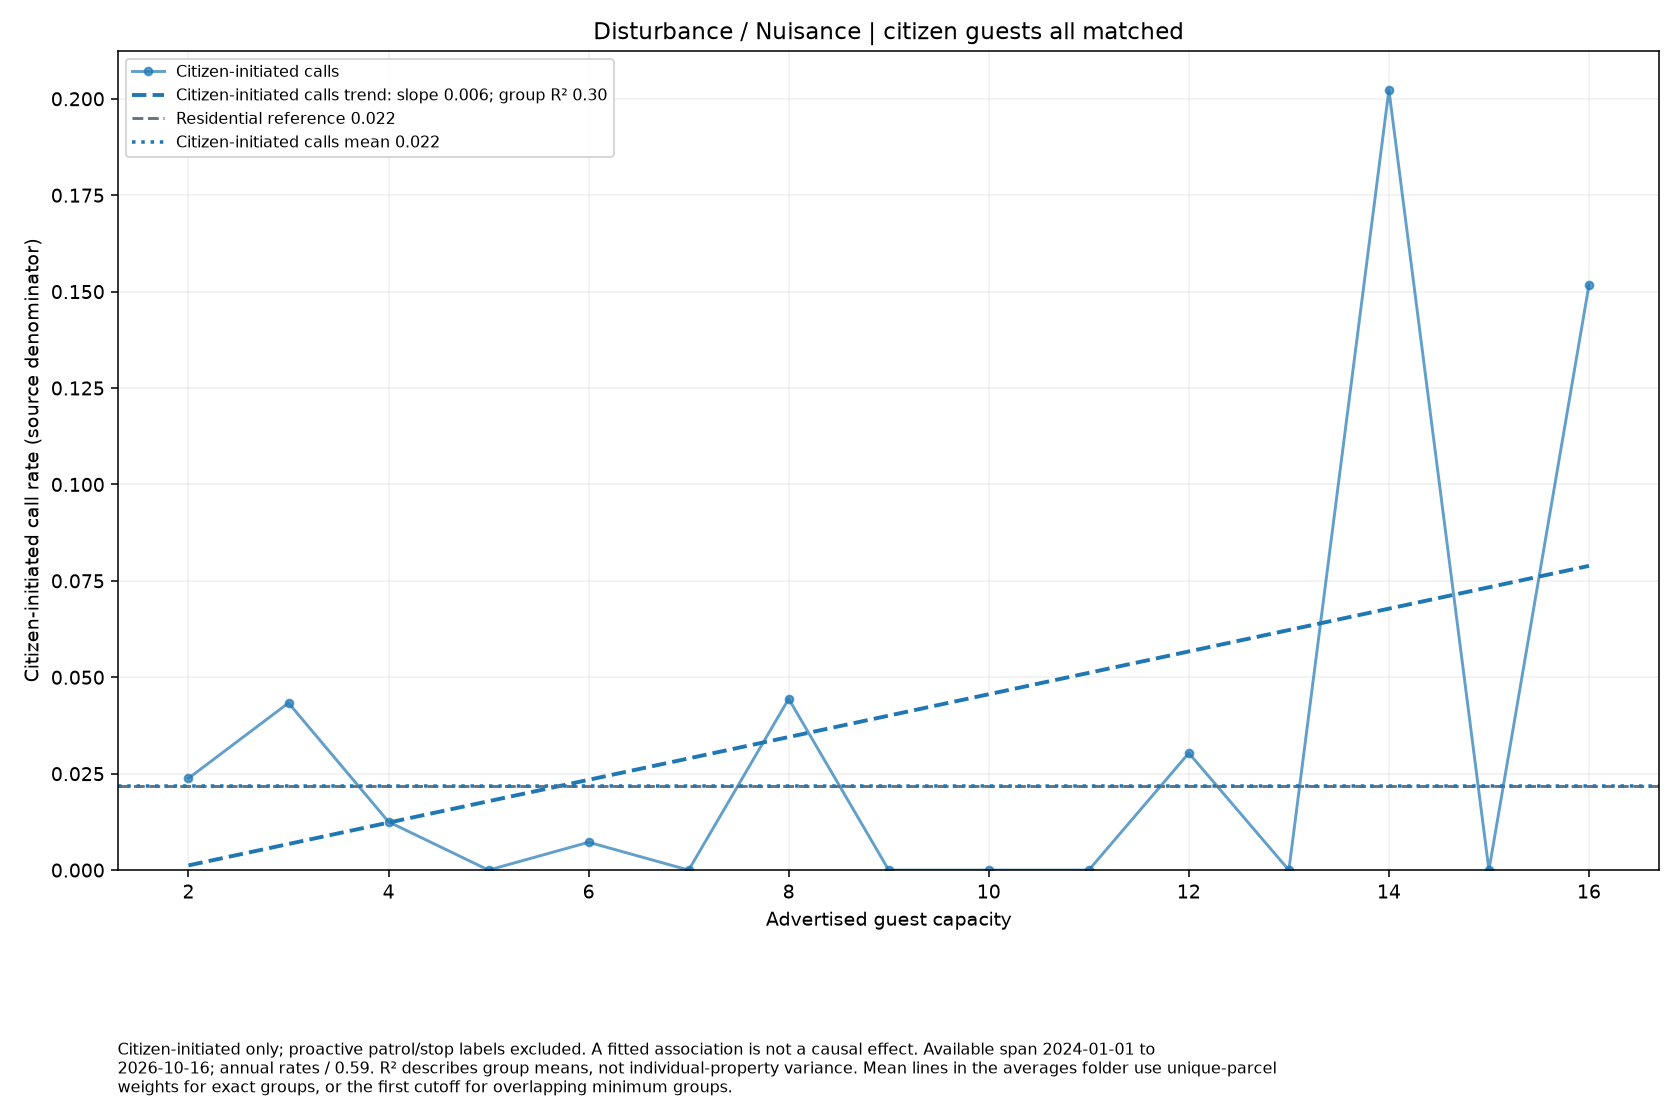 Disturbance / Nuisance | citizen guests all matched
Citizen-initiated calls
Citizen-initiated calls trend: slope 0.006; group R² 0.30
Residential reference 0.022
Citizen-initiated calls mean 0.022
Citizen-initiated call rate (source denominator)
0.200
0.175
0.150
0.125
0.100
0.075
0.050
0.025
0.000
2 4 6 8 10 12 14 16
Advertised guest capacity
Citizen-initiated only; proactive patrol/stop labels excluded. A fitted association is not a causal effect. Available span 2024-01-01 to
2026-10-16; annual rates / 0.59. R² describes group means, not individual-property variance. Mean lines in the averages folder use unique-parcel
weights for exact groups, or the first cutoff for overlapping minimum groups.